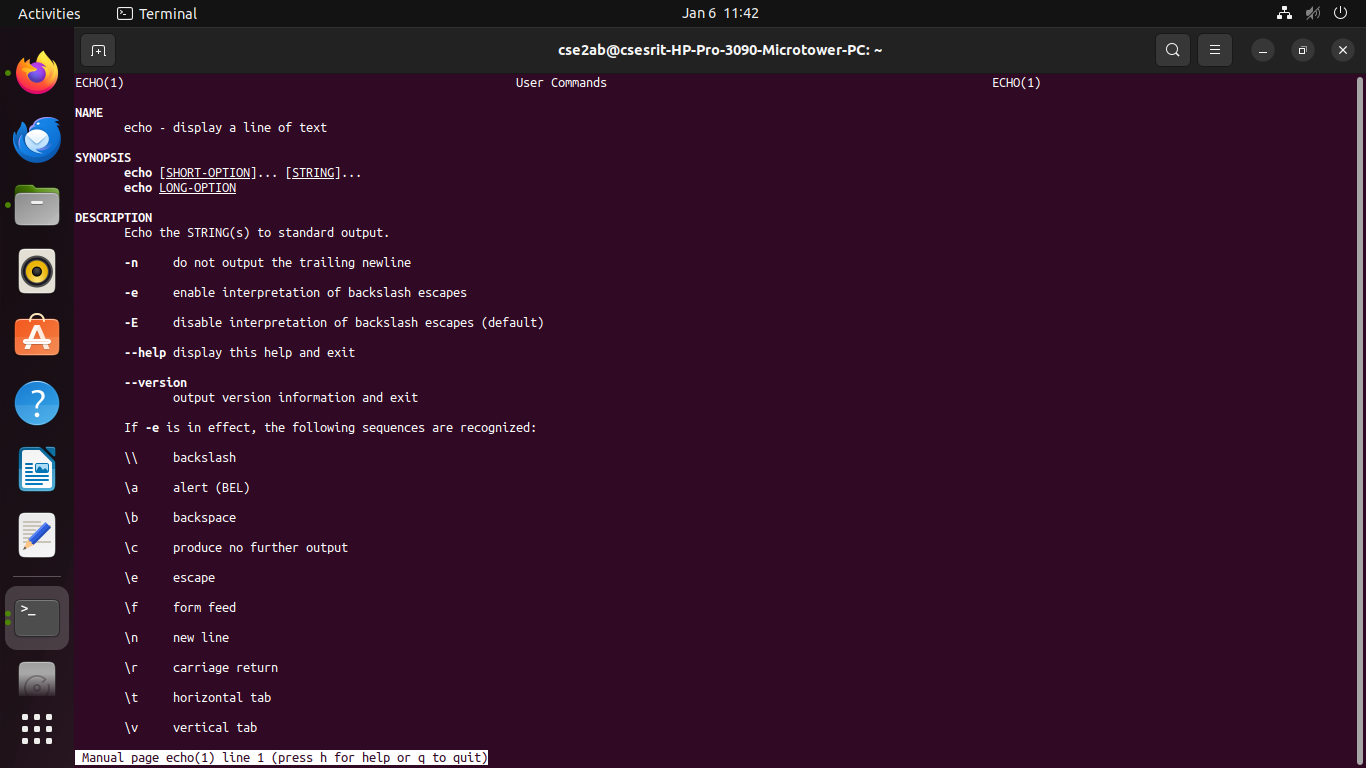 Activities Terminal Jan 6 11:42
cse2ab@csesrit-HP-Pro-3090-Microtower-PC: ~
ECHO(1) User Commands ECHO(1)
NAME
echo - display a line of text
SYNOPSIS
echo [SHORT-OPTION]... [STRING]...
echo LONG-OPTION
DESCRIPTION
Echo the STRING(s) to standard output.
-n do not output the trailing newline
-e enable interpretation of backslash escapes
-E disable interpretation of backslash escapes (default)
--help display this help and exit
--version
output version information and exit
If -e is in effect, the following sequences are recognized:
\\ backslash
\a alert (BEL)
\b backspace
\c produce no further output
\e escape
\f form feed
\n new line
\r carriage return
\t horizontal tab
\v vertical tab
Manual page echo(1) line 1 (press h for help or q to quit)